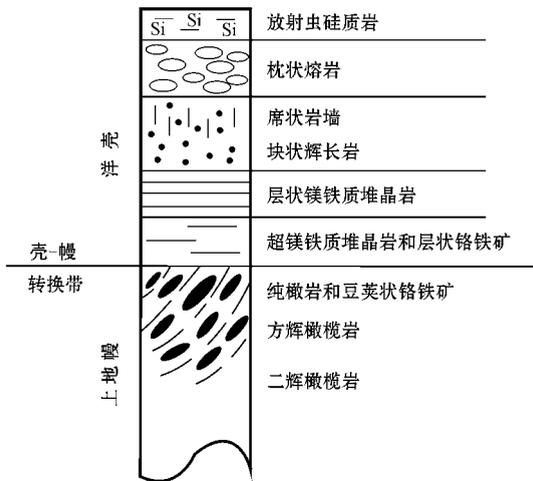 Si Si Si
放射虫硅质岩
枕状熔岩
席状岩墙
块状辉长岩
层状镁铁质堆晶岩
超镁铁质堆晶岩和层状铬铁矿
纯橄岩和豆荚状铬铁矿
方辉橄榄岩
二辉橄榄岩
洋壳
壳-幔
转换带
上地幔